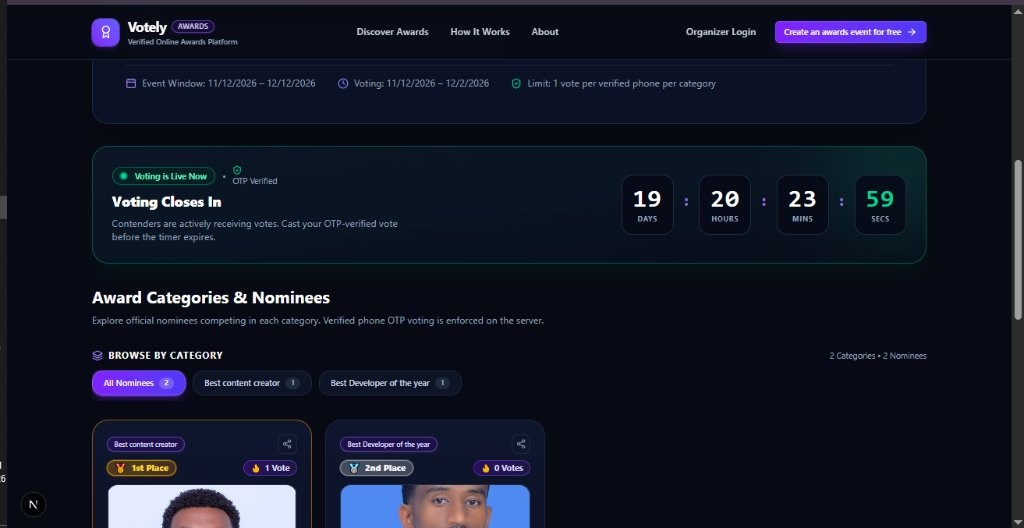 Votely AWARDS
Verified Online Awards Platform
Discover Awards How It Works About
Organizer Login Create an awards event for free →
Event Window: 11/12/2026 – 12/12/2026 Voting: 11/12/2026 – 12/2/2026 Limit: 1 vote per verified phone per category
Voting is Live Now • OTP Verified
Voting Closes In
Contenders are actively receiving votes. Cast your OTP-verified vote
before the timer expires.
19 : 20 : 23 : 59
DAYS HOURS MINS SECS
Award Categories & Nominees
Explore official nominees competing in each category. Verified phone OTP voting is enforced on the server.
BROWSE BY CATEGORY
2 Categories • 2 Nominees
All Nominees 2 Best content creator 1 Best Developer of the year 1
Best content creator
1st Place 1 Vote
Best Developer of the year
2nd Place 0 Votes
N